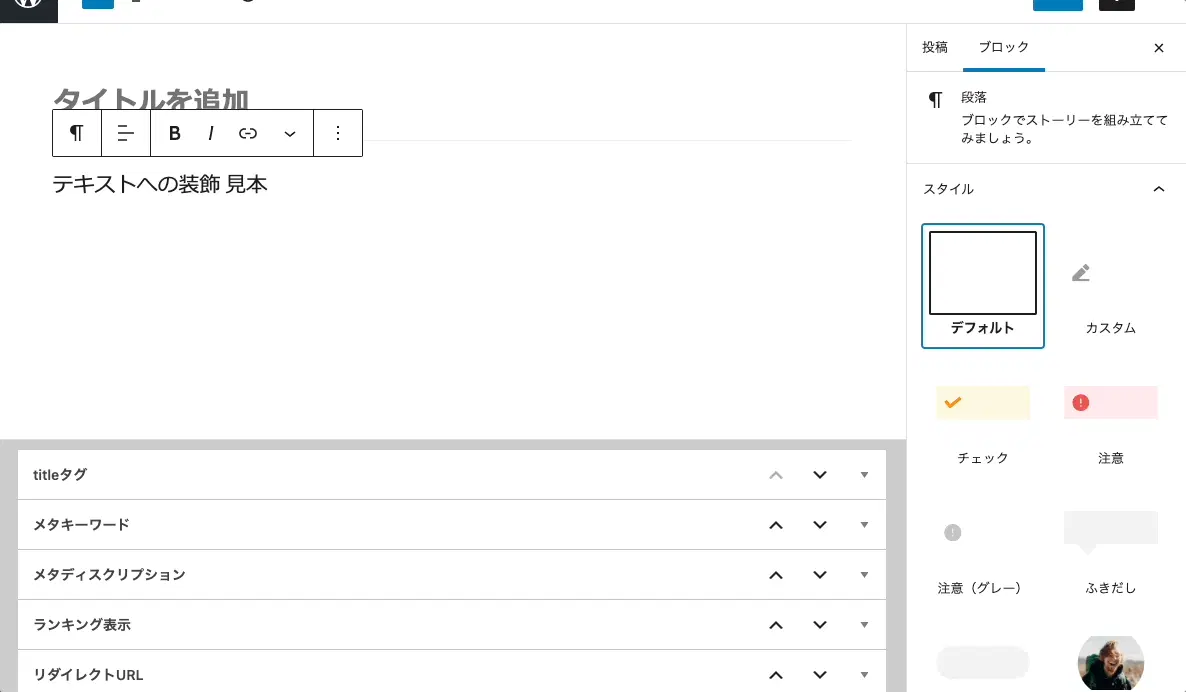 投稿
ブロック
タイトルを追加
B I
テキストへの装飾 見本
段落
ブロックでストーリーを組み立てて
みましょう。
スタイル
デフォルト
カスタム
チェック
注意
注意（グレー）
ふきだし
titleタグ
メタキーワード
メタディスクリプション
ランキング表示
リダイレクトURL